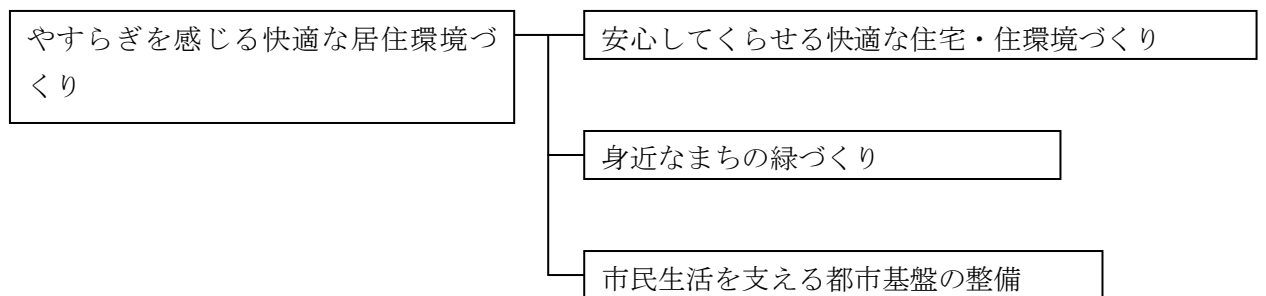 やすらぎを感じる快適な居住環境づ
くり
安心してくらせる快適な住宅・住環境づくり
身近なまちの緑づくり
市民生活を支える都市基盤の整備